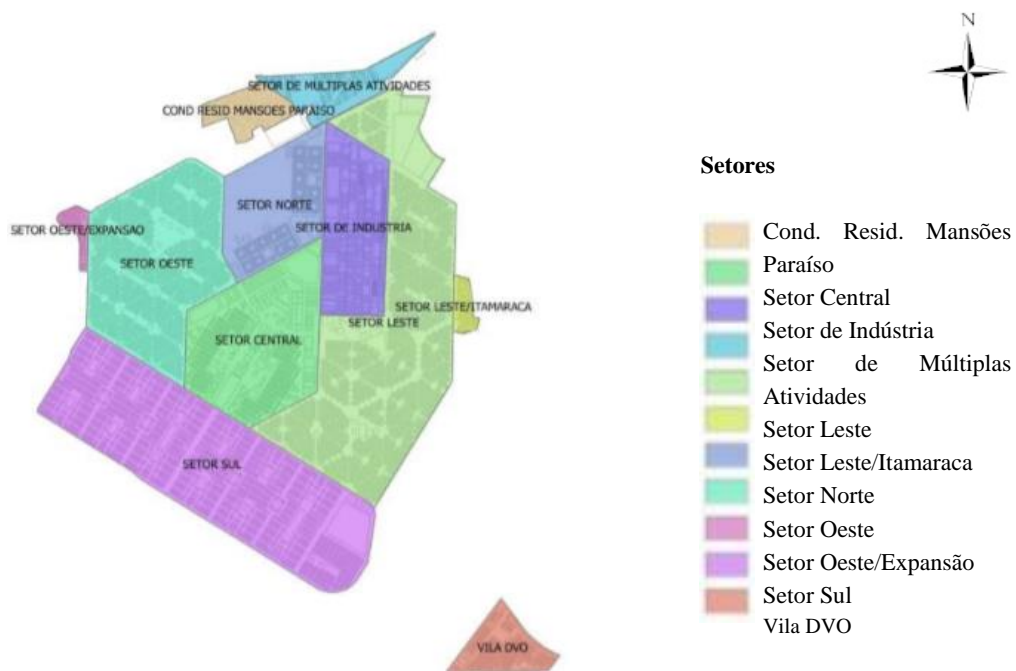 N
SETOR DE MULTIPLAS ATIVIDADES
COND RESID MANSOES PARAISO
SETOR NORTE
SETOR DE INDUSTRIA
SETOR OESTE/EXPANSAO
SETOR OESTE
SETOR LESTE/ITAMARACA
SETOR LESTE
SETOR CENTRAL
SETOR SUL
VILA DVO
Setores
Cond. Resid. Mansões
Paraíso
Setor Central
Setor de Indústria
Setor de Múltiplas
Atividades
Setor Leste
Setor Leste/Itamaraca
Setor Norte
Setor Oeste
Setor Oeste/Expansão
Setor Sul
Vila DVO